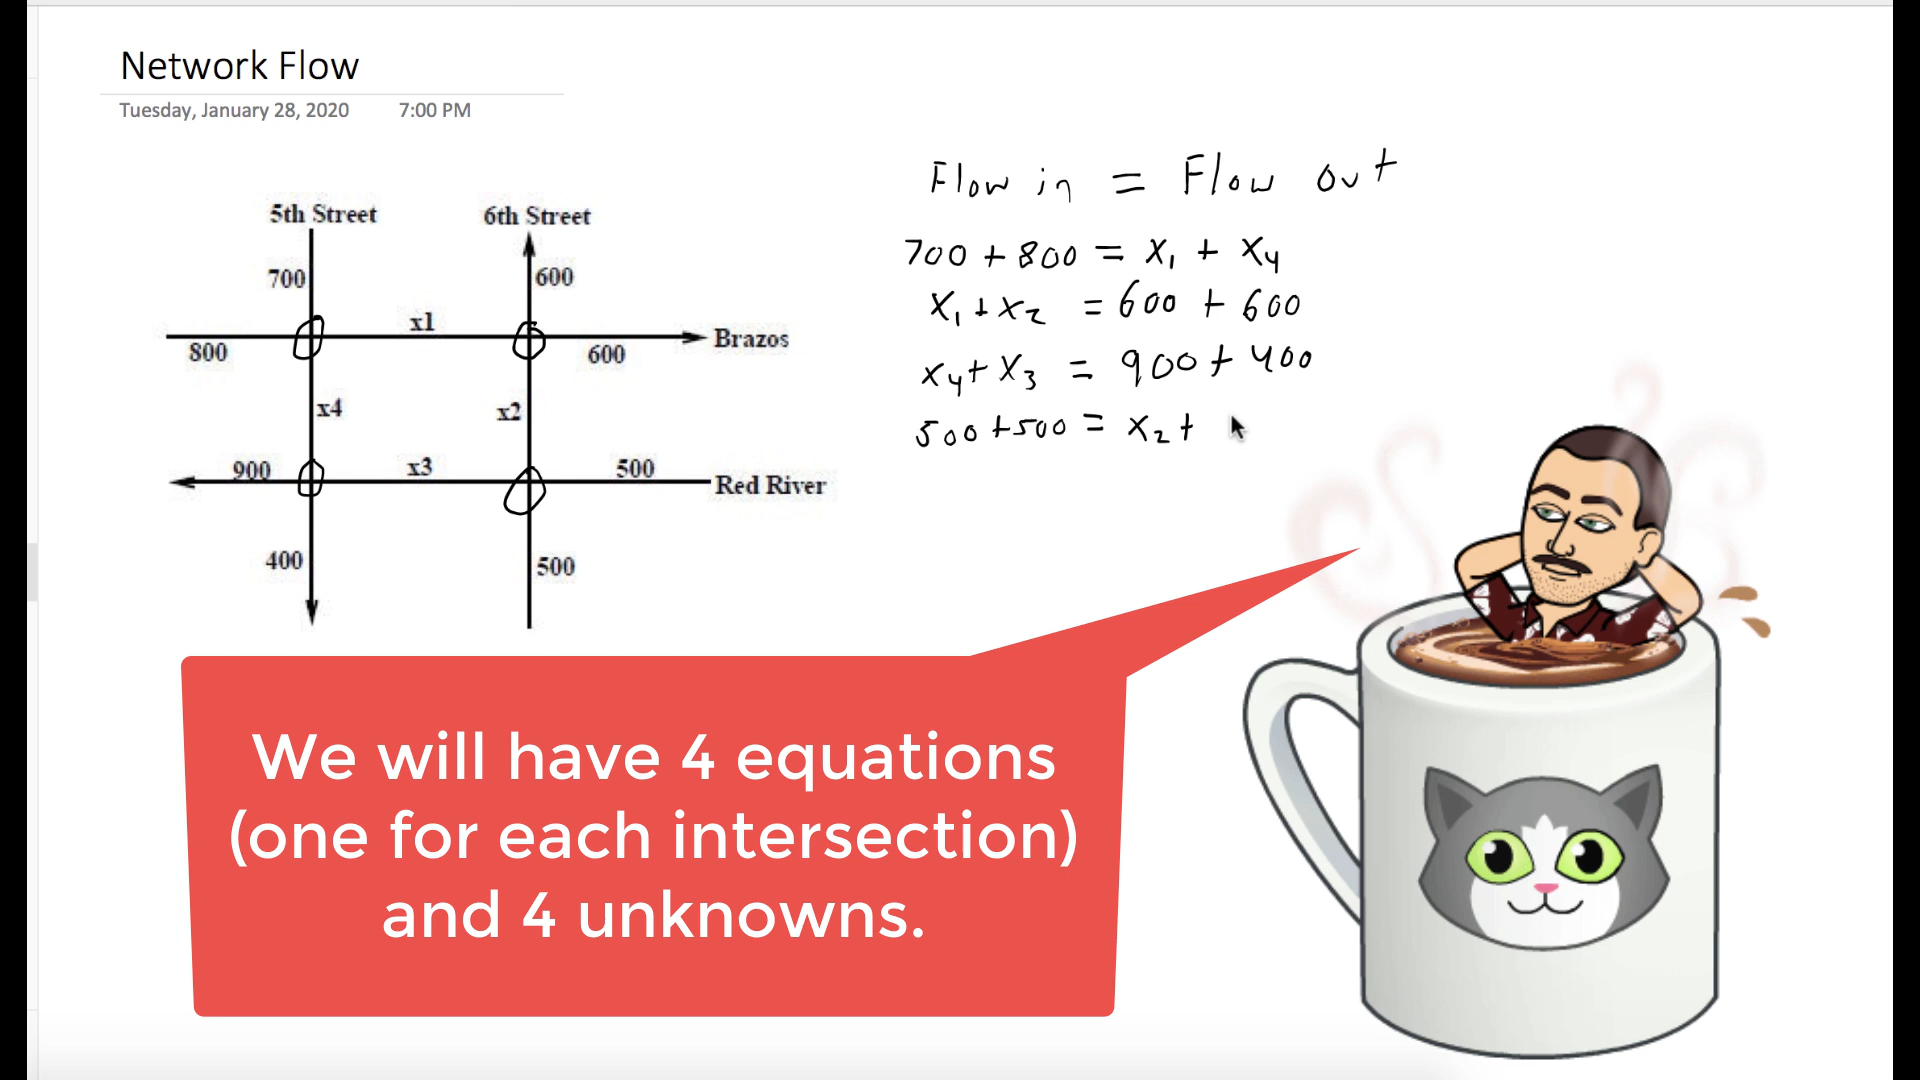 Network Flow
Tuesday, January 28, 2020 7:00 PM
5th Street 6th Street
700 600
x1
800 600 Brazos
x4 x2
900 x3 500
Red River
400 500
Flow in = Flow out
700 + 800 = x₁ + x₄
x₁ + x₂ = 600 + 600
x₄ + x₃ = 900 + 400
500 + 500 = x₂ +
We will have 4 equations
(one for each intersection)
and 4 unknowns.